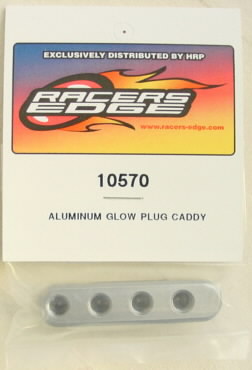 EXCLUSIVELY DISTRIBUTED BY HRP
RACERS
EDGE
www.racers-edge.com
10570
ALUMINUM GLOW PLUG CADDY